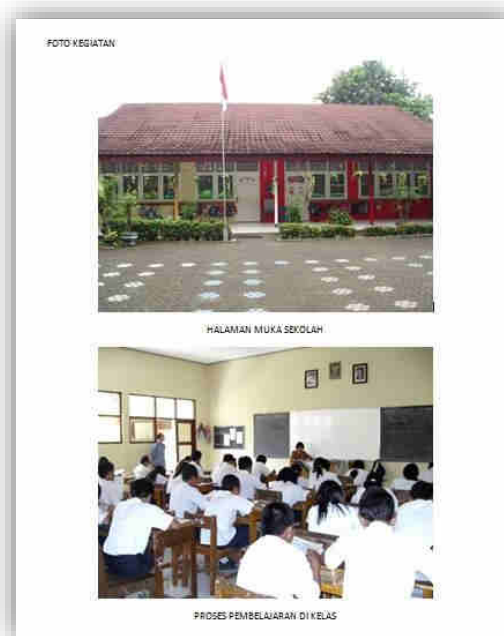 FOTO KEGIATAN
HALAMAN MUKA SEKOLAH
PROSES PEMBELAJARAN DI KELAS